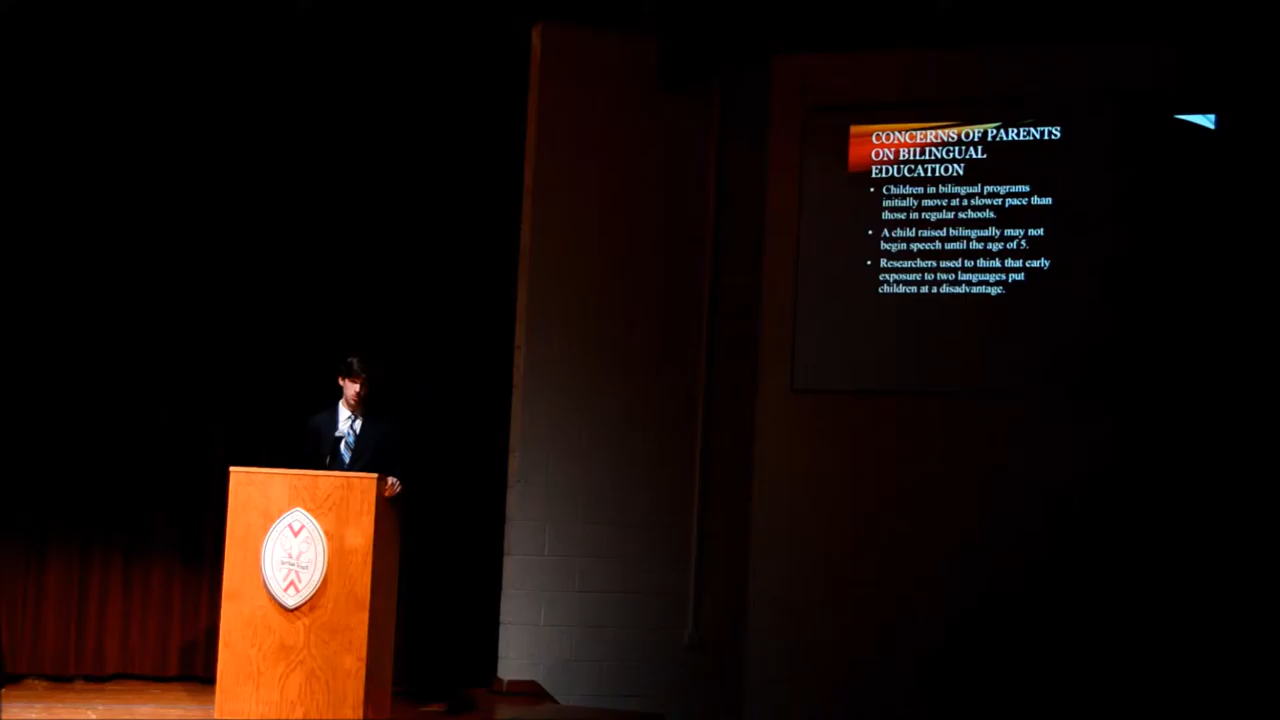 CONCERNS OF PARENTS
ON BILINGUAL
EDUCATION
• Children in bilingual programs
initially move at a slower pace than
those in regular schools.
• A child raised bilingually may not
begin speech until the age of 5.
• Researchers used to think that early
exposure to two languages put
children at a disadvantage.